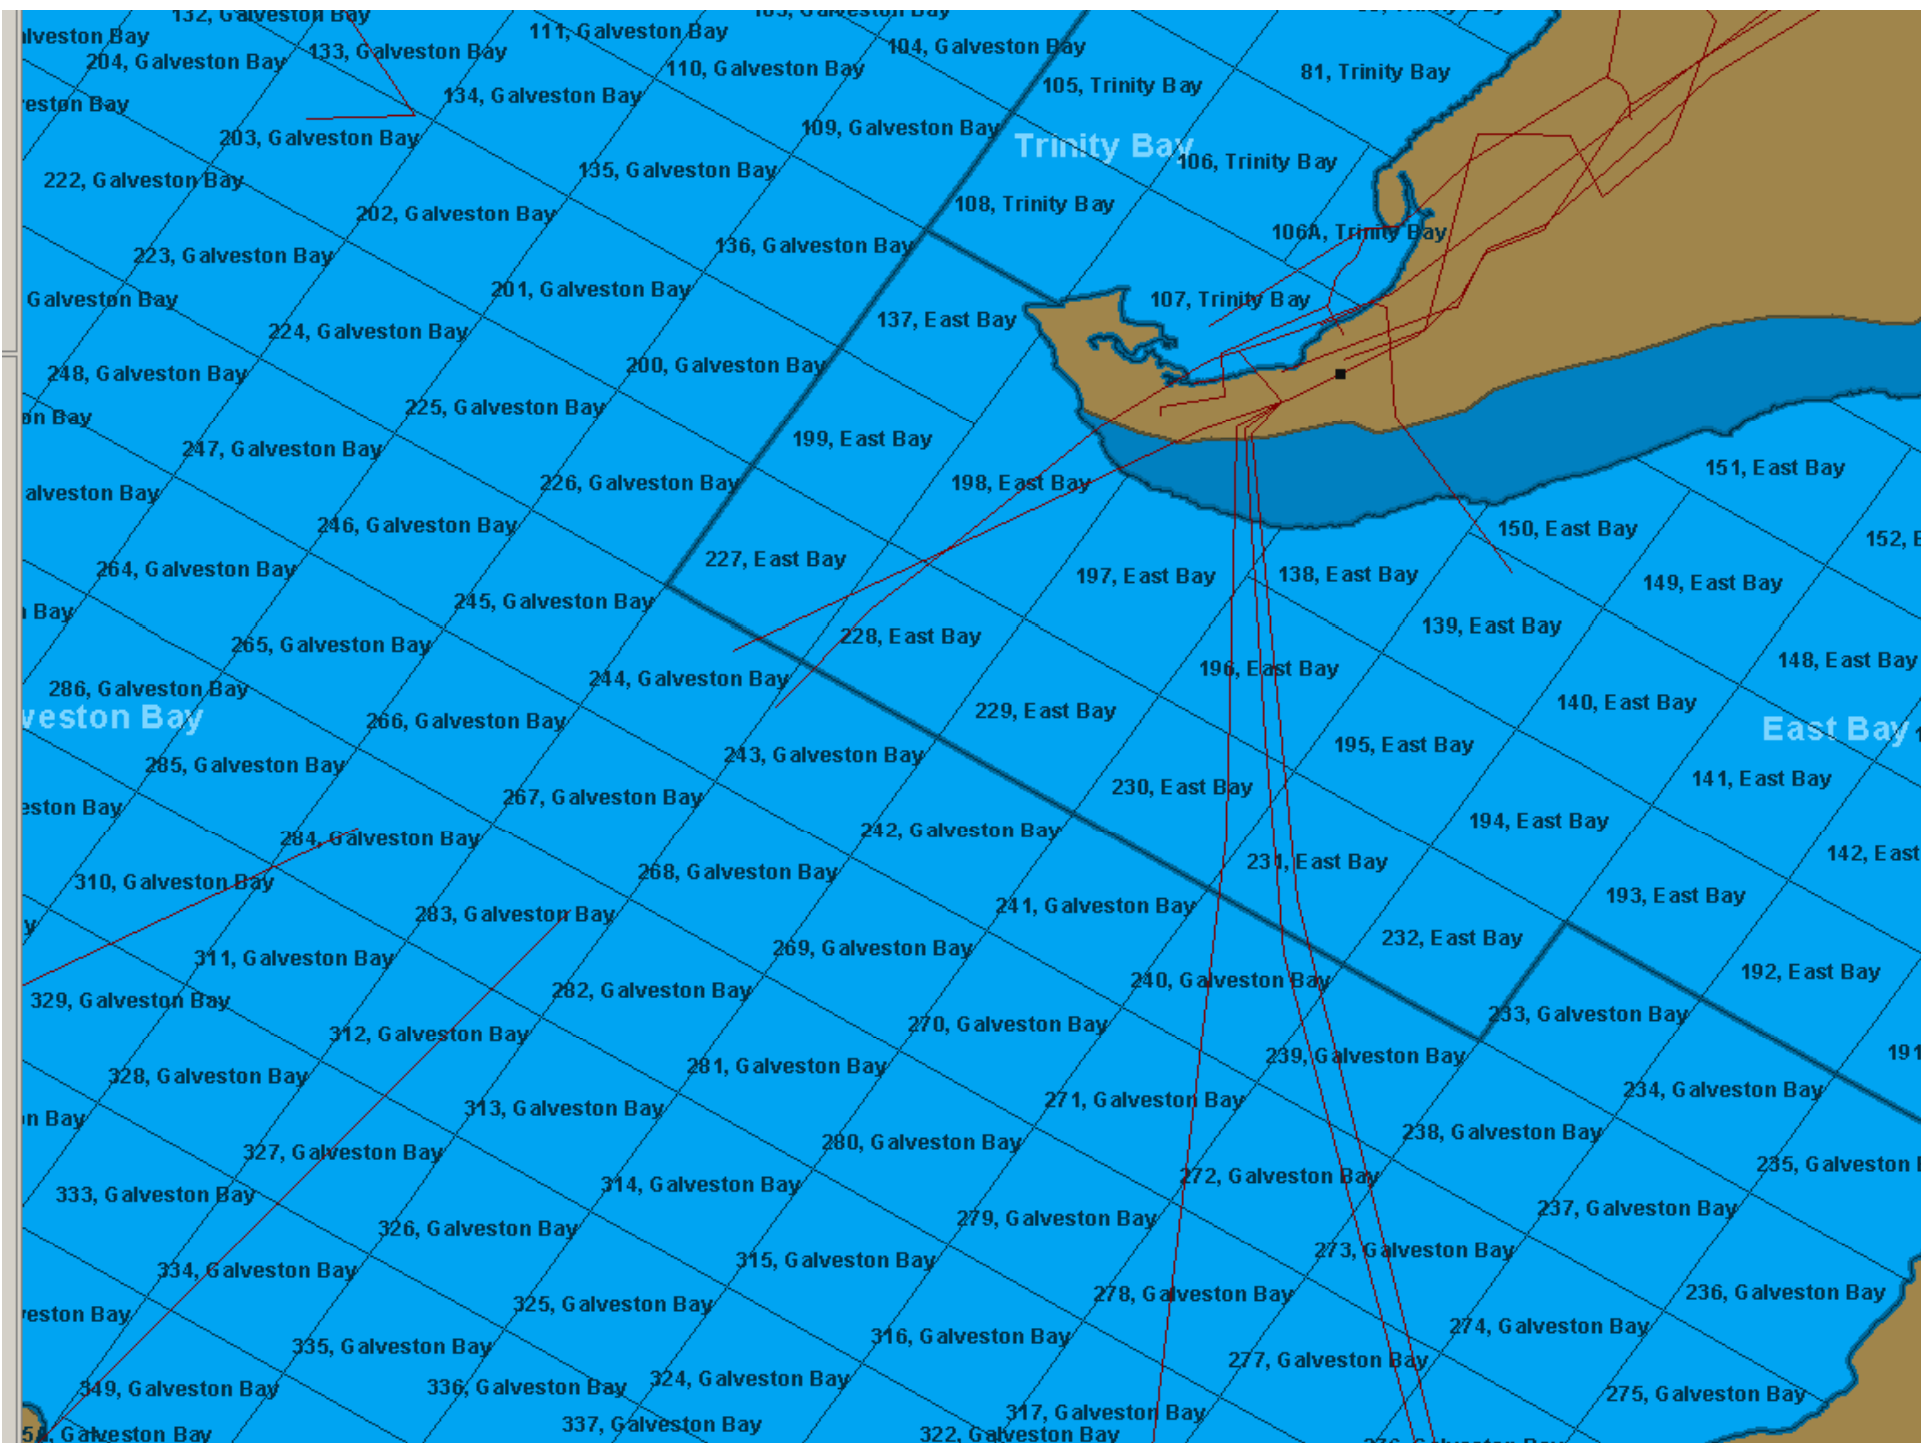 132, Galveston Bay
Galveston Bay
104, Galveston Bay
111, Galveston Bay
133, Galveston Bay
204, Galveston Bay
110, Galveston Bay
81, Trinity Bay
105, Trinity Bay
134, Galveston Bay
109, Galveston Bay
203, Galveston Bay
Trinity Bay
106, Trinity Bay
135, Galveston Bay
222, Galveston Bay
108, Trinity Bay
202, Galveston Bay
106A, Trinity Bay
136, Galveston Bay
223, Galveston Bay
201, Galveston Bay
Galveston Bay
107, Trinity Bay
137, East Bay
224, Galveston Bay
200, Galveston Bay
248, Galveston Bay
225, Galveston Bay
199, East Bay
247, Galveston Bay
151, East Bay
226, Galveston Bay
198, East Bay
246, Galveston Bay
150, East Bay
152, E
227, East Bay
264, Galveston Bay
197, East Bay
138, East Bay
149, East Bay
245, Galveston Bay
Bay
139, East Bay
228, East Bay
265, Galveston Bay
148, East Bay
196, East Bay
244, Galveston Bay
286, Galveston Bay
140, East Bay
229, East Bay
veston Bay
266, Galveston Bay
East Bay
195, East Bay
243, Galveston Bay
285, Galveston Bay
141, East Bay
230, East Bay
267, Galveston Bay
eston Bay
194, East Bay
242, Galveston Bay
284, Galveston Bay
142, East
231, East Bay
268, Galveston Bay
310, Galveston Bay
193, East Bay
241, Galveston Bay
283, Galveston Bay
232, East Bay
269, Galveston Bay
311, Galveston Bay
192, East Bay
240, Galveston Bay
282, Galveston Bay
329, Galveston Bay
233, Galveston Bay
270, Galveston Bay
312, Galveston Bay
191
239, Galveston Bay
281, Galveston Bay
328, Galveston Bay
234, Galveston Bay
271, Galveston Bay
313, Galveston Bay
n Bay
238, Galveston Bay
280, Galveston Bay
327, Galveston Bay
235, Galveston
272, Galveston Bay
314, Galveston Bay
333, Galveston Bay
237, Galveston Bay
279, Galveston Bay
326, Galveston Bay
273, Galveston Bay
315, Galveston Bay
334, Galveston Bay
236, Galveston Bay
278, Galveston Bay
325, Galveston Bay
veston Bay
274, Galveston Bay
316, Galveston Bay
335, Galveston Bay
277, Galveston Bay
324, Galveston Bay
336, Galveston Bay
349, Galveston Bay
275, Galveston Bay
317, Galveston Bay
337, Galveston Bay
322, Galveston Bay
5A, Galveston Bay